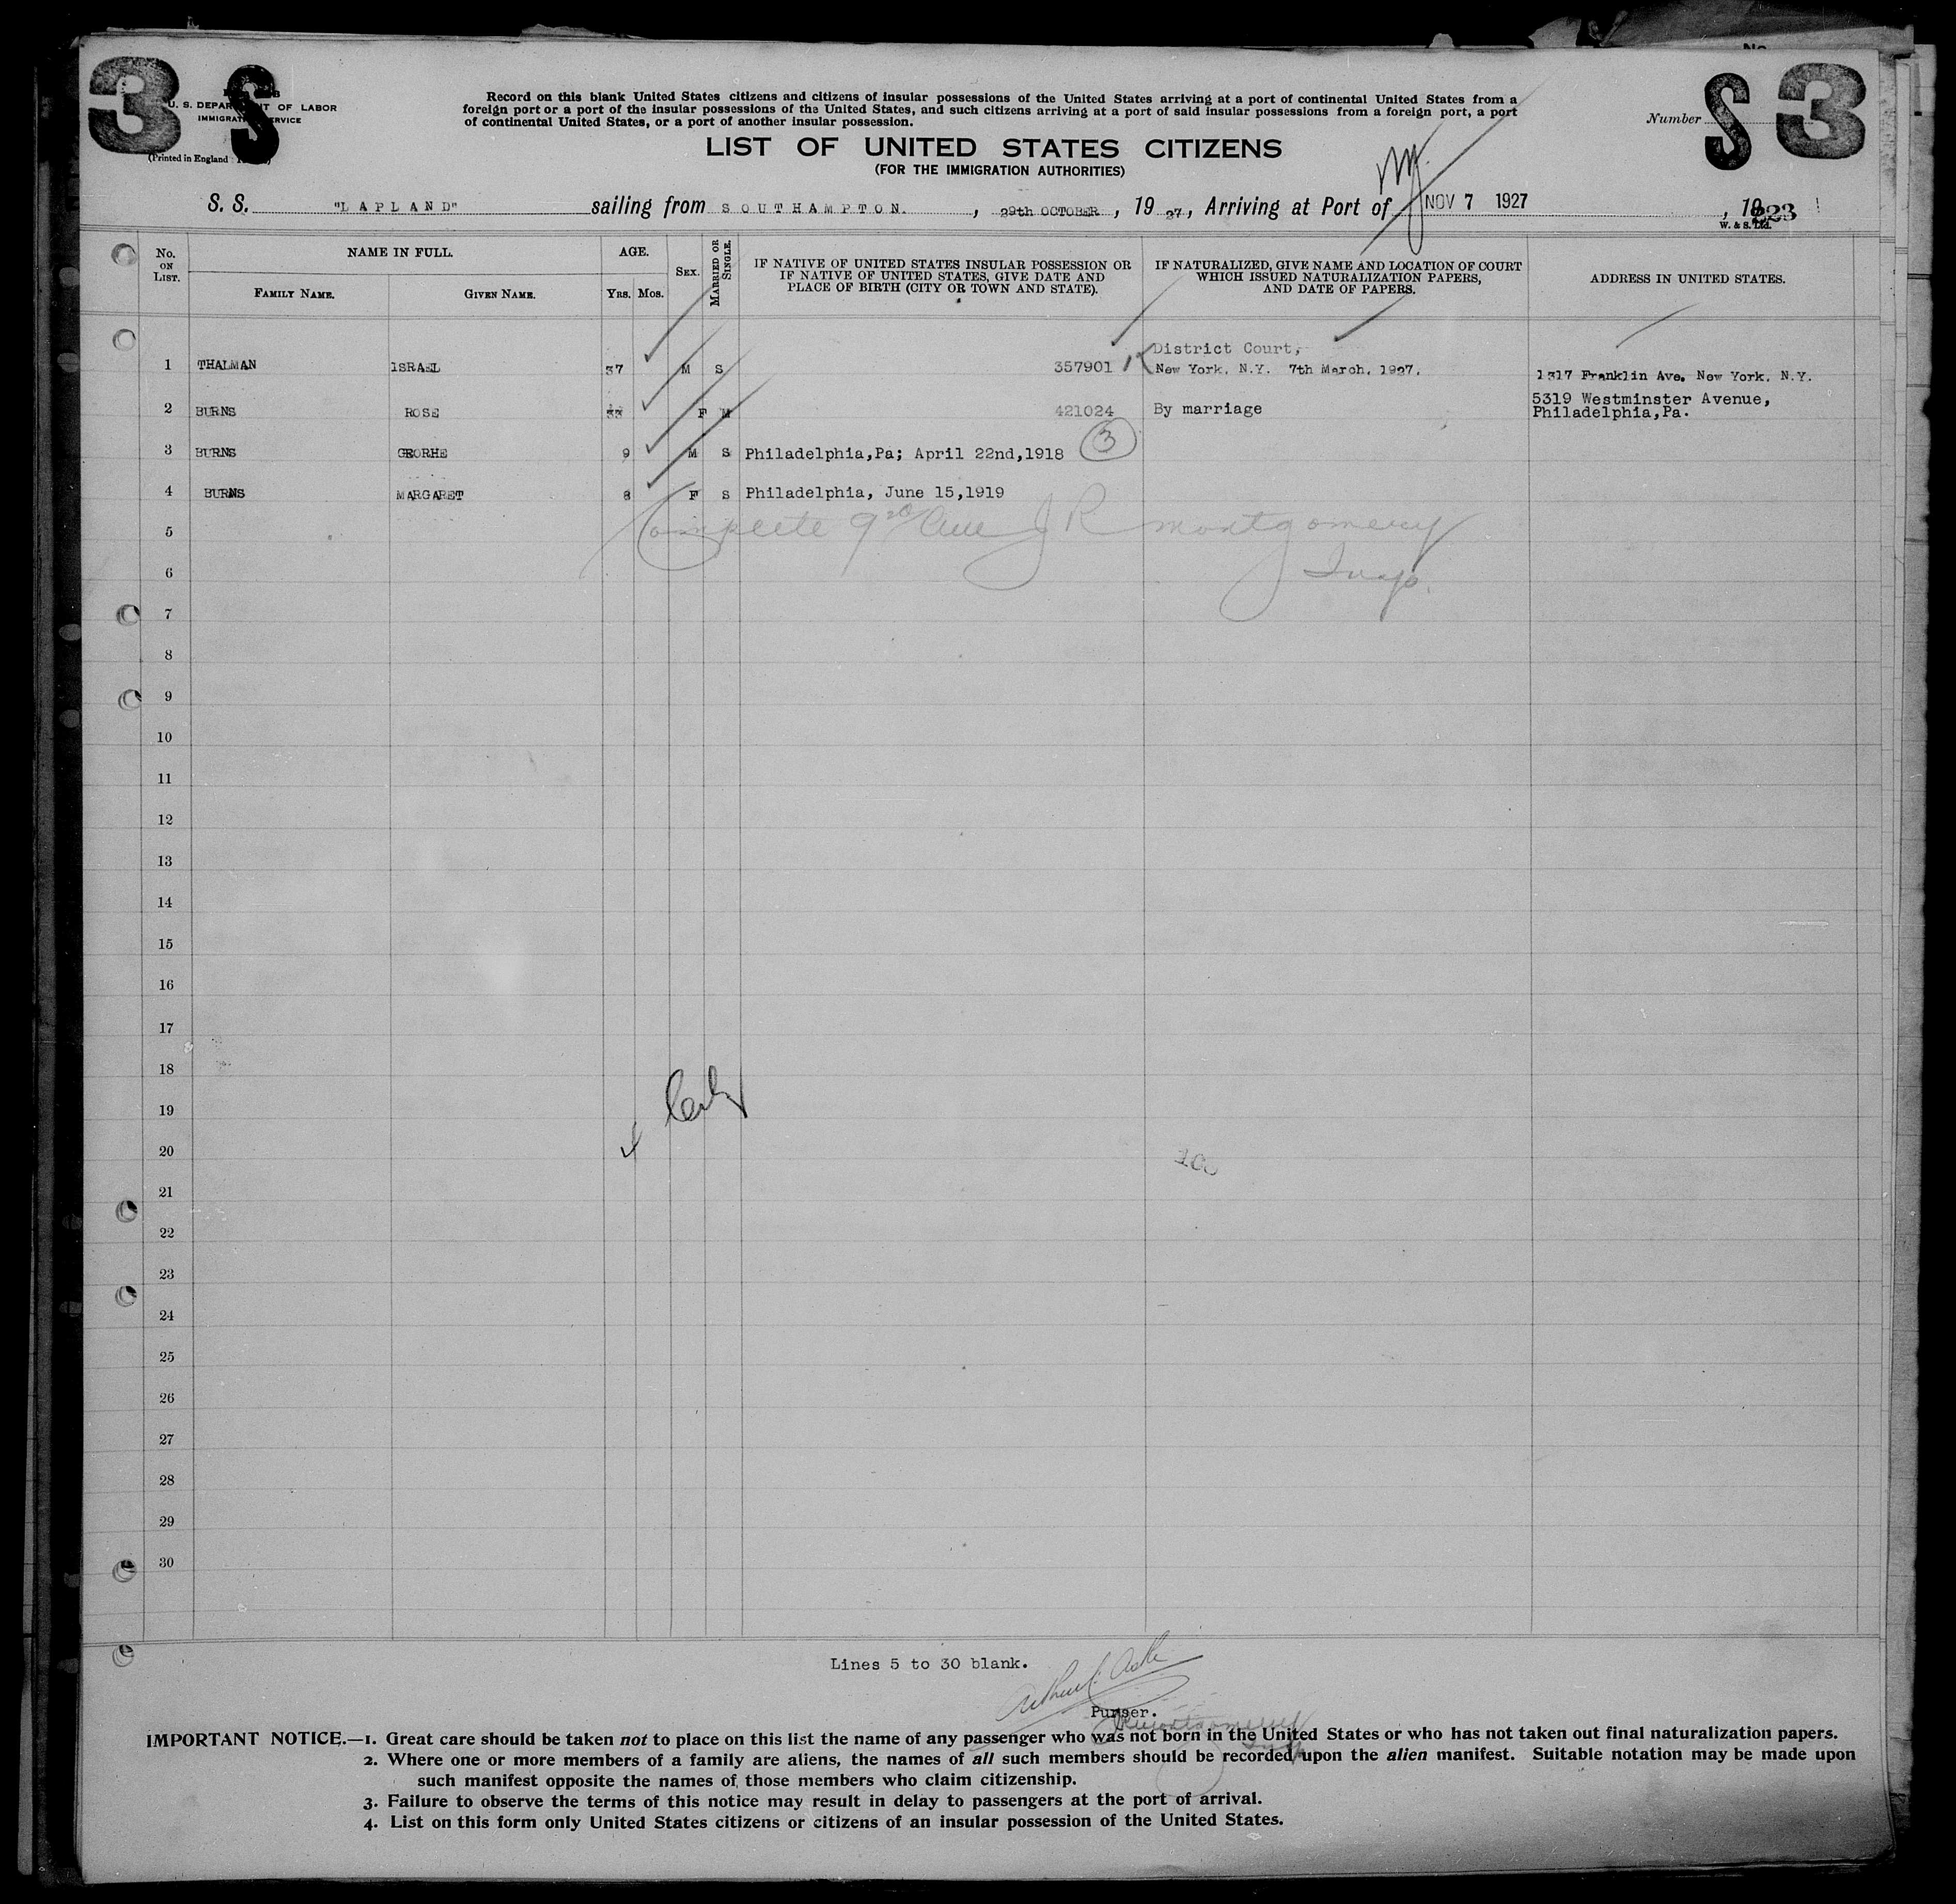 3 S
U. S. DEPAR T OF LABOR
IMMIGRAT ERVICE
(Printed in England
Record on this blank United States citizens and citizens of insular possessions of the United States arriving at a port of continental United States from a
foreign port or a port of the insular possessions of the United States, and such citizens arriving at a port of said insular possessions from a foreign port, a port
of continental United States, or a port of another insular possession.
Number
S 3
LIST OF UNITED STATES CITIZENS
(FOR THE IMMIGRATION AUTHORITIES)
S. S. "LAPLAND" sailing from SOUTHAMPTON. , 29th OCTOBER , 19 27, Arriving at Port of NY. NOV 7 1927 , 19 223
W. & S. Ltd.
No. ON LIST.
NAME IN FULL.
FAMILY NAME.
GIVEN NAME.
AGE.
YRS. MOS.
SEX.
MARRIED OR SINGLE.
IF NATIVE OF UNITED STATES INSULAR POSSESSION OR
IF NATIVE OF UNITED STATES, GIVE DATE AND
PLACE OF BIRTH (CITY OR TOWN AND STATE).
IF NATURALIZED, GIVE NAME AND LOCATION OF COURT
WHICH ISSUED NATURALIZATION PAPERS,
AND DATE OF PAPERS.
ADDRESS IN UNITED STATES.
District Court,
1 THALMAN ISRAEL 37 M S 357901 New York. N.Y. 7th March. 1927. 1317 Franklin Ave. New York. N.Y.
2 BURNS ROSE 33 F M 421024 By marriage 5319 Westminster Avenue,
Philadelphia,Pa.
3 BURNS GEORHE 9 M S Philadelphia,Pa; April 22nd,1918 3
4 BURNS MARGARET 8 F S Philadelphia, June 15,1919
5
J R Montgomery
6
Insp.
7
8
9
10
11
12
13
14
15
16
17
18
19
20
21
22
23
24
25
26
27
28
29
30
Lines 5 to 30 blank.
Purser.
JRMontgomery
Insp
IMPORTANT NOTICE.—1. Great care should be taken not to place on this list the name of any passenger who was not born in the United States or who has not taken out final naturalization papers.
2. Where one or more members of a family are aliens, the names of all such members should be recorded upon the alien manifest. Suitable notation may be made upon
such manifest opposite the names of those members who claim citizenship.
3. Failure to observe the terms of this notice may result in delay to passengers at the port of arrival.
4. List on this form only United States citizens or citizens of an insular possession of the United States.